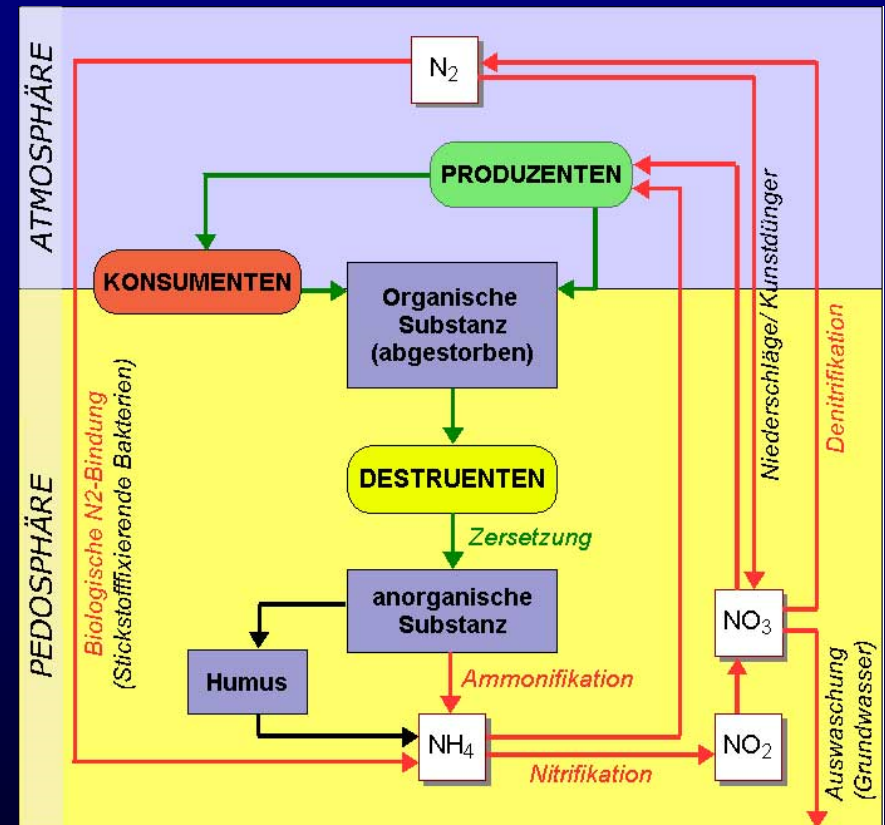 ATMOSPHÄRE
N₂
PRODUZENTEN
KONSUMENTEN
Organische
Substanz
(abgestorben)
Niederschläge/ Kunstdünger
Denitrifikation
PEDOSPHÄRE
Biologische N2-Bindung
(Stickstofffixierende Bakterien)
DESTRUENTEN
Zersetzung
anorganische
Substanz
Humus
Ammonifikation
NH₄
Nitrifikation
NO₂
NO₃
Auswaschung
(Grundwasser)